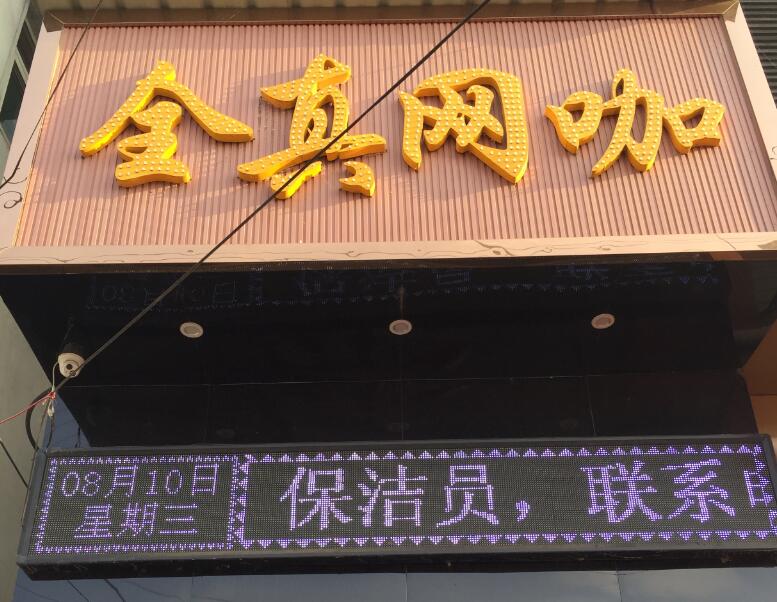 全真网咖
08月10日
星期三
保洁员，联系